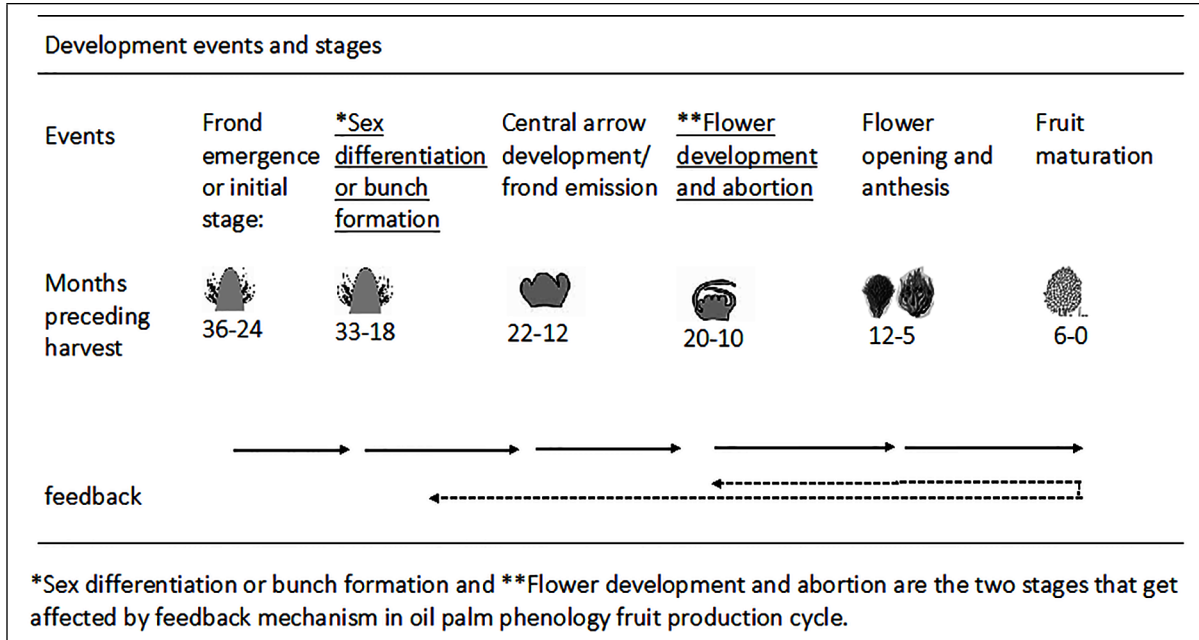 Development events and stages
Events
Frond
emergence
or initial
stage:
*Sex
differentiation
or bunch
formation
Central arrow
development/
frond emission
**Flower
development
and abortion
Flower
opening and
anthesis
Fruit
maturation
Months
preceding
harvest
36-24
33-18
22-12
20-10
12-5
6-0
feedback
*Sex differentiation or bunch formation and **Flower development and abortion are the two stages that get
affected by feedback mechanism in oil palm phenology fruit production cycle.